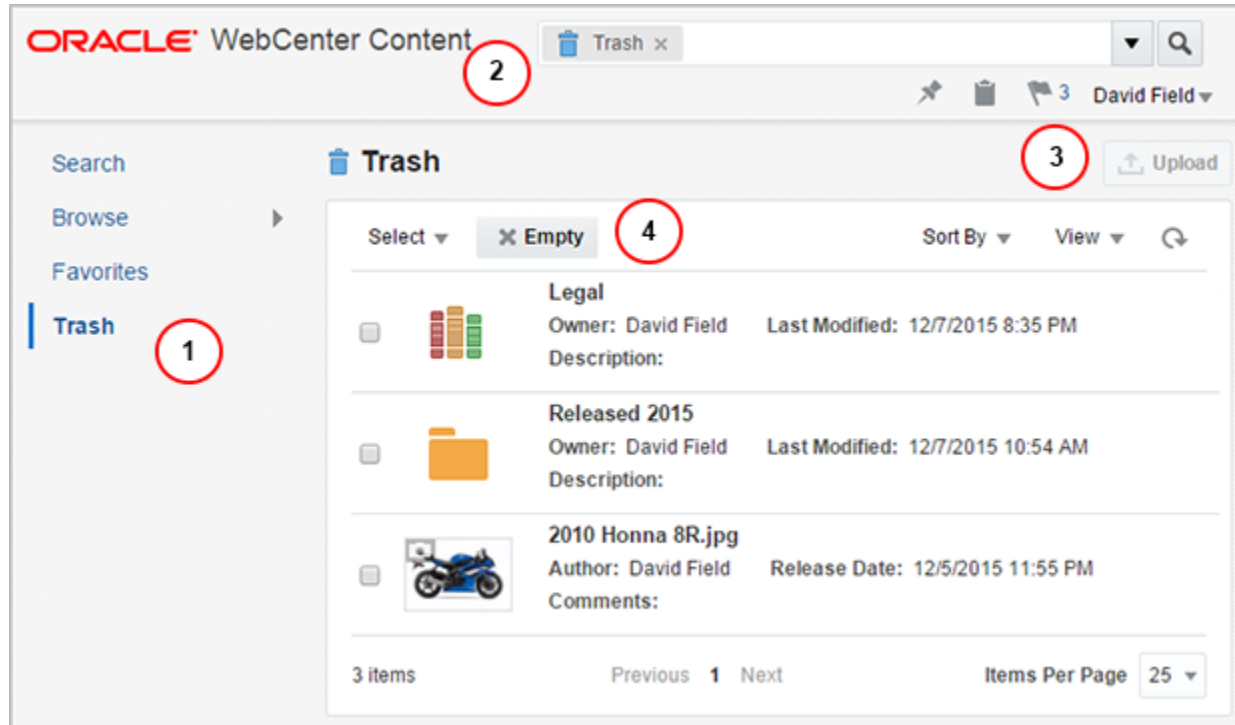 ORACLE WebCenter Content
2
Trash ×
3 David Field
Search
Browse
Favorites
Trash
1
Trash
3
Upload
Select
Empty
4
Sort By
View
Legal
Owner: David Field Last Modified: 12/7/2015 8:35 PM
Description:
Released 2015
Owner: David Field Last Modified: 12/7/2015 10:54 AM
Description:
2010 Honna 8R.jpg
Author: David Field Release Date: 12/5/2015 11:55 PM
Comments:
3 items
Previous 1 Next
Items Per Page 25